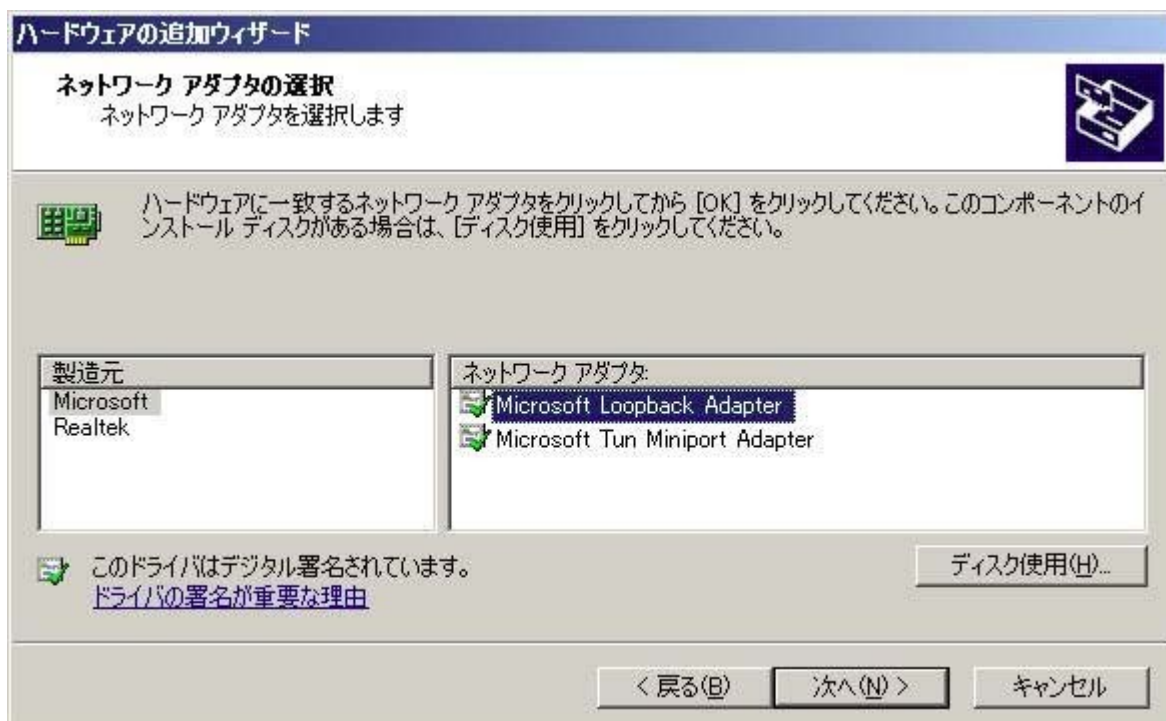 ハードウェアの追加ウィザード
ネットワーク アダプタの選択
ネットワーク アダプタを選択します
ハードウェアに一致するネットワーク アダプタをクリックしてから [OK] をクリックしてください。このコンポーネントのイ
ンストール ディスクがある場合は、[ディスク使用] をクリックしてください。
製造元
Microsoft
Realtek
ネットワーク アダプタ:
Microsoft Loopback Adapter
Microsoft Tun Miniport Adapter
このドライバはデジタル署名されています。
ドライバの署名が重要な理由
ディスク使用(H)...
< 戻る(B)
次へ(N) >
キャンセル